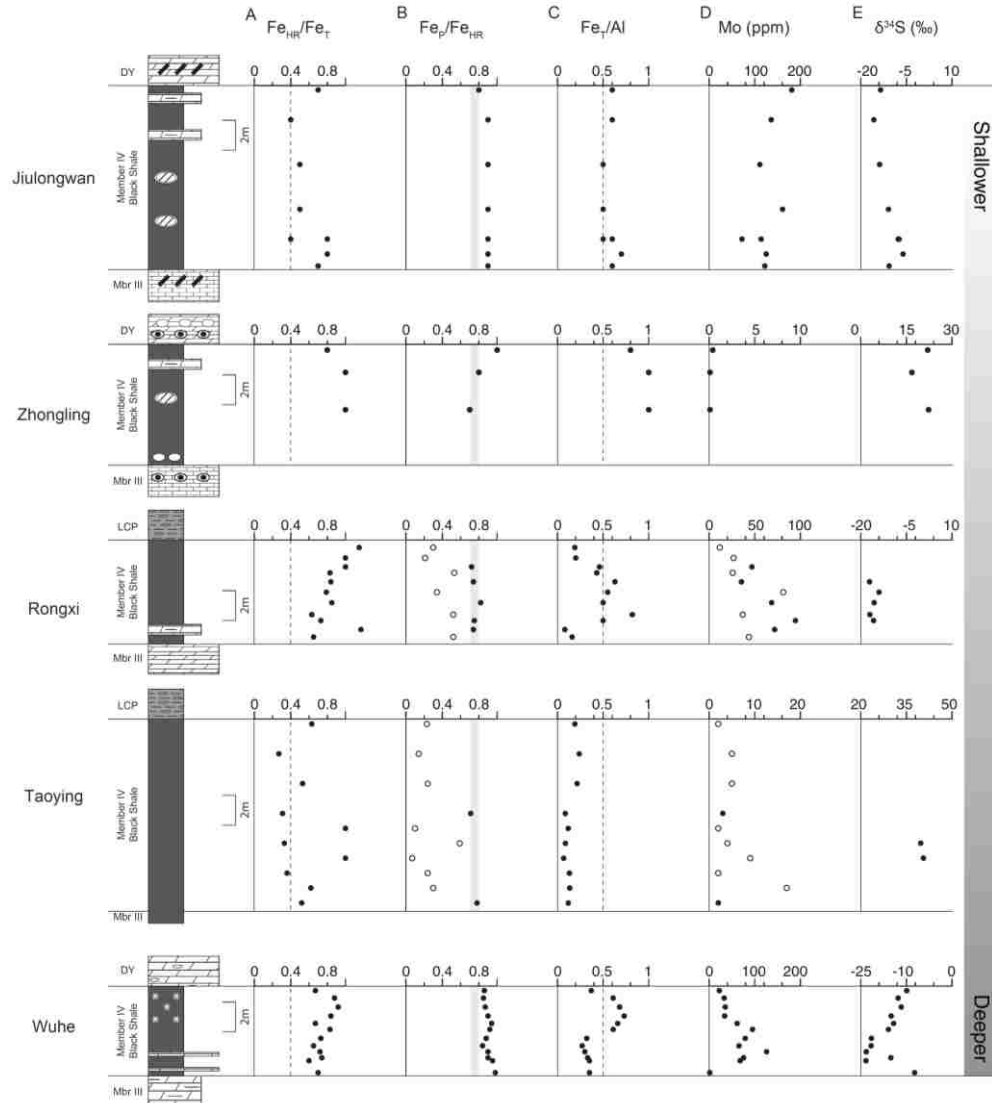 A B C D E
FeHR/FeT FeP/FeHR FeT/Al Mo (ppm) δ34S (‰)
0 0.4 0.8 0 0.4 0.8 0 0.5 1 0 100 200 -20 -5 10
DY
Jiulongwan
Member IV
Black Shale
2m
Mbr III
Shallower
0 0.4 0.8 0 0.4 0.8 0 0.5 1 0 5 10 0 15 30
DY
Zhongling
Member IV
Black Shale
2m
Mbr III
0 0.4 0.8 0 0.4 0.8 0 0.5 1 0 50 100 -20 -5 10
LCP
Rongxi
Member IV
Black Shale
2m
Mbr III
0 0.4 0.8 0 0.4 0.8 0 0.5 1 0 10 20 20 35 50
LCP
Taoying
Member IV
Black Shale
2m
Mbr III
0 0.4 0.8 0 0.4 0.8 0 0.5 1 0 100 200 -25 -10 0
DY
Wuhe
Member IV
Black Shale
2m
Mbr III
Deeper